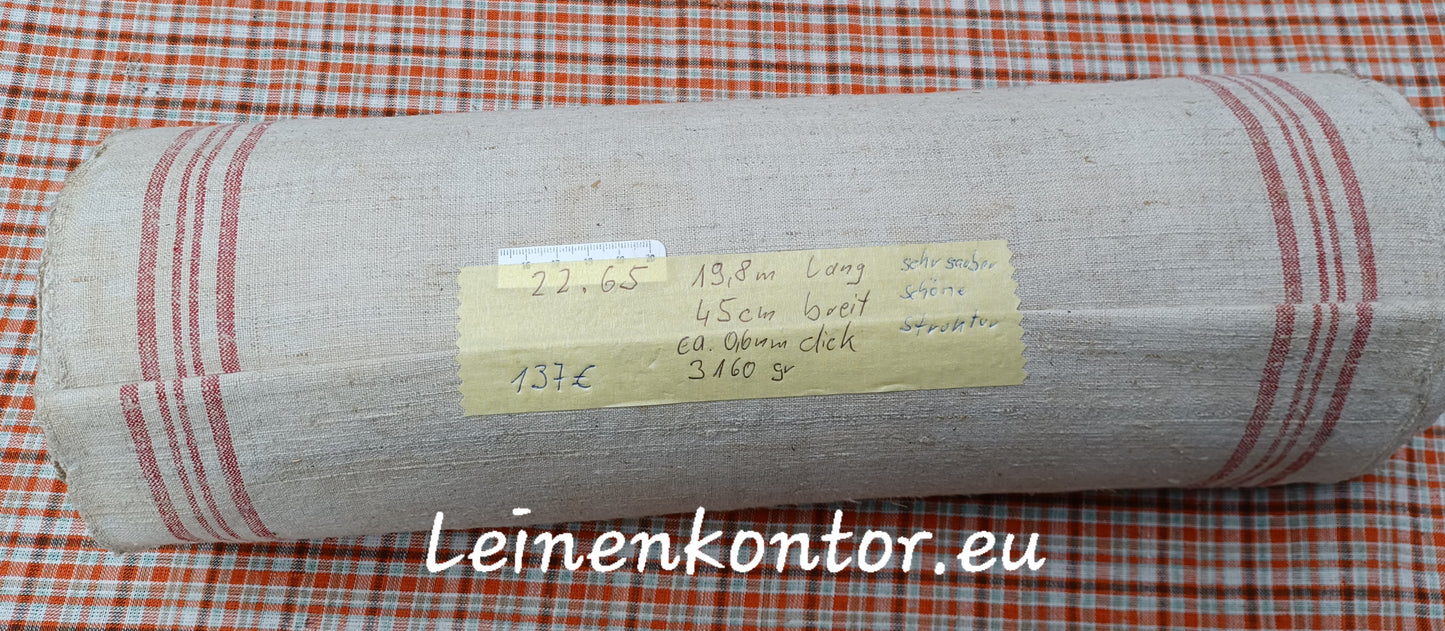 22.65
19,8m lang
45cm breit
ca. 0,6mm dick
3160 gr
137€
sehr sauber
schöne
Struktur
Leinenkontor.eu